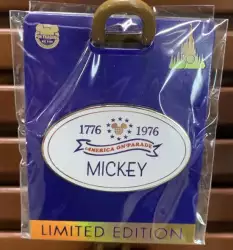 1776 1976
AMERICA ON PARADE
MICKEY
LIMITED EDITION